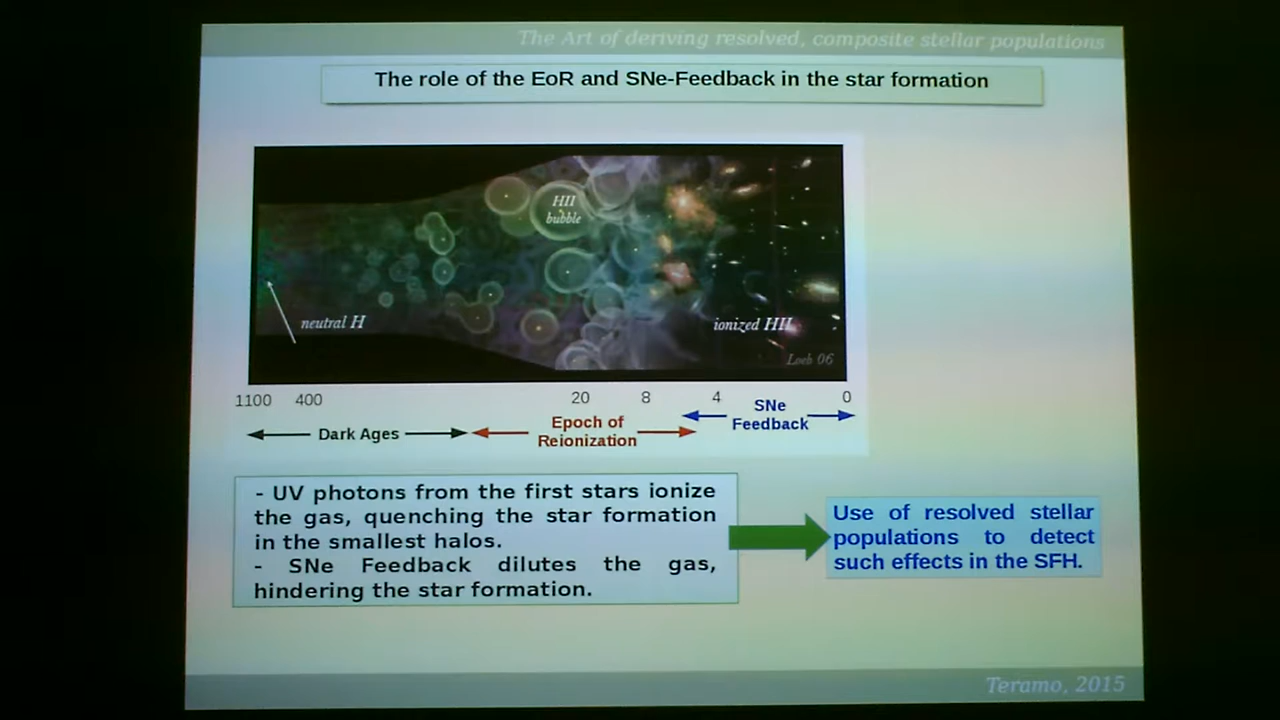 The Art of deriving resolved, composite stellar populations
The role of the EoR and SNe-Feedback in the star formation
HII
bubble
neutral H
ionized HII
Loeb 06
1100 400 20 8 4 0
Dark Ages
Epoch of
Reionization
SNe
Feedback
- UV photons from the first stars ionize
the gas, quenching the star formation
in the smallest halos.
- SNe Feedback dilutes the gas,
hindering the star formation.
Use of resolved stellar
populations to detect
such effects in the SFH.
Teramo, 2015